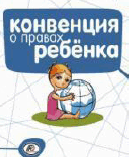 конвенция
о правах
ребёнка